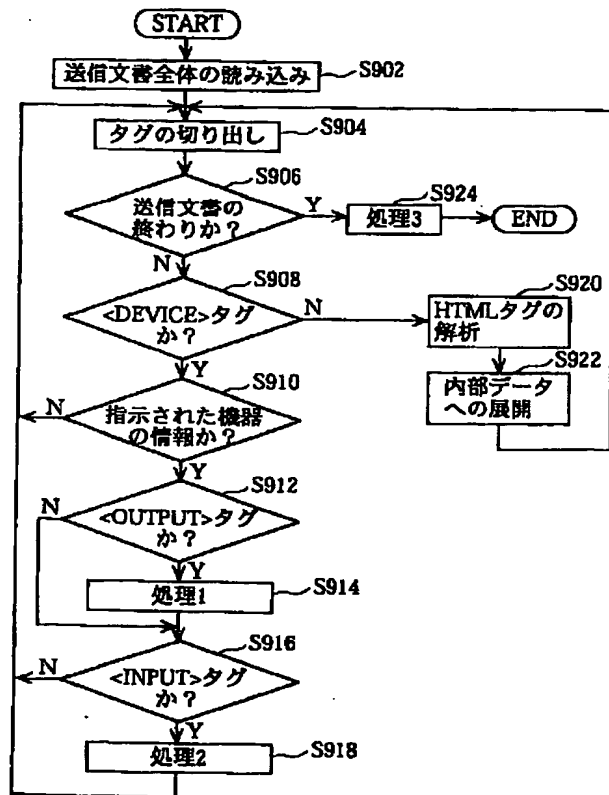 START
送信文書全体の読み込み
S902
タグの切り出し
S904
S906
送信文書の
終わりか?
Y
処理3
S924
END
N
S908
<DEVICE>タグ
か?
N
S920
HTMLタグの
解析
S922
内部データ
への展開
Y
S910
指示された機器
の情報か?
N
Y
S912
<OUTPUT>タグ
か?
N
Y
処理1
S914
S916
<INPUT>タグ
か?
N
Y
処理2
S918